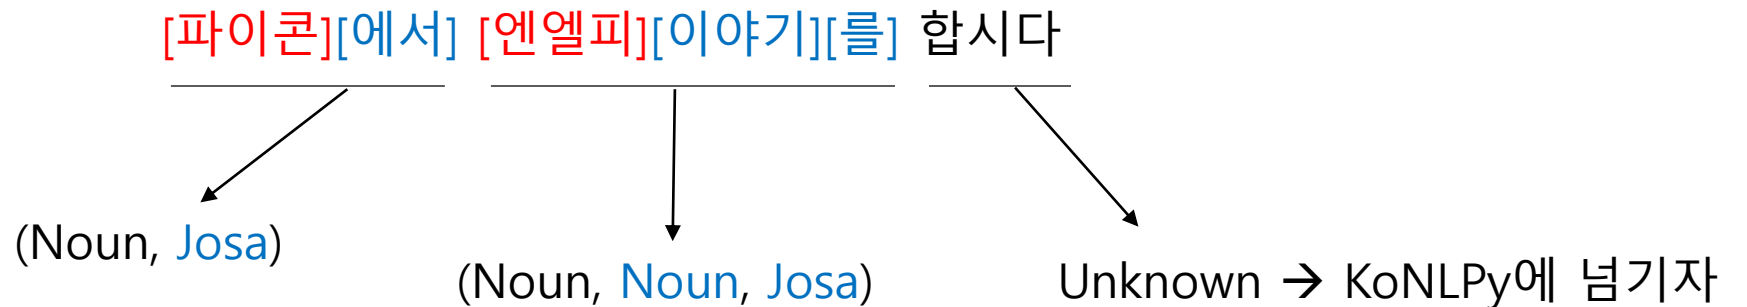 [파이콘][에서] [엔엘피][이야기][를] 합시다
(Noun, Josa)
(Noun, Noun, Josa)
Unknown → KoNLPy에 넘기자